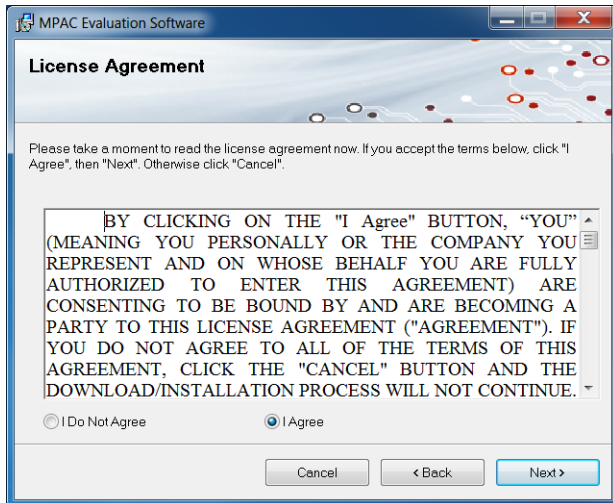 MPAC Evaluation Software
License Agreement
Please take a moment to read the license agreement now. If you accept the terms below, click "I
Agree", then "Next". Otherwise click "Cancel".
BY CLICKING ON THE "I Agree" BUTTON, “YOU”
(MEANING YOU PERSONALLY OR THE COMPANY YOU
REPRESENT AND ON WHOSE BEHALF YOU ARE FULLY
AUTHORIZED TO ENTER THIS AGREEMENT) ARE
CONSENTING TO BE BOUND BY AND ARE BECOMING A
PARTY TO THIS LICENSE AGREEMENT ("AGREEMENT"). IF
YOU DO NOT AGREE TO ALL OF THE TERMS OF THIS
AGREEMENT, CLICK THE "CANCEL" BUTTON AND THE
DOWNLOAD/INSTALLATION PROCESS WILL NOT CONTINUE.
I Do Not Agree I Agree
Cancel < Back Next >